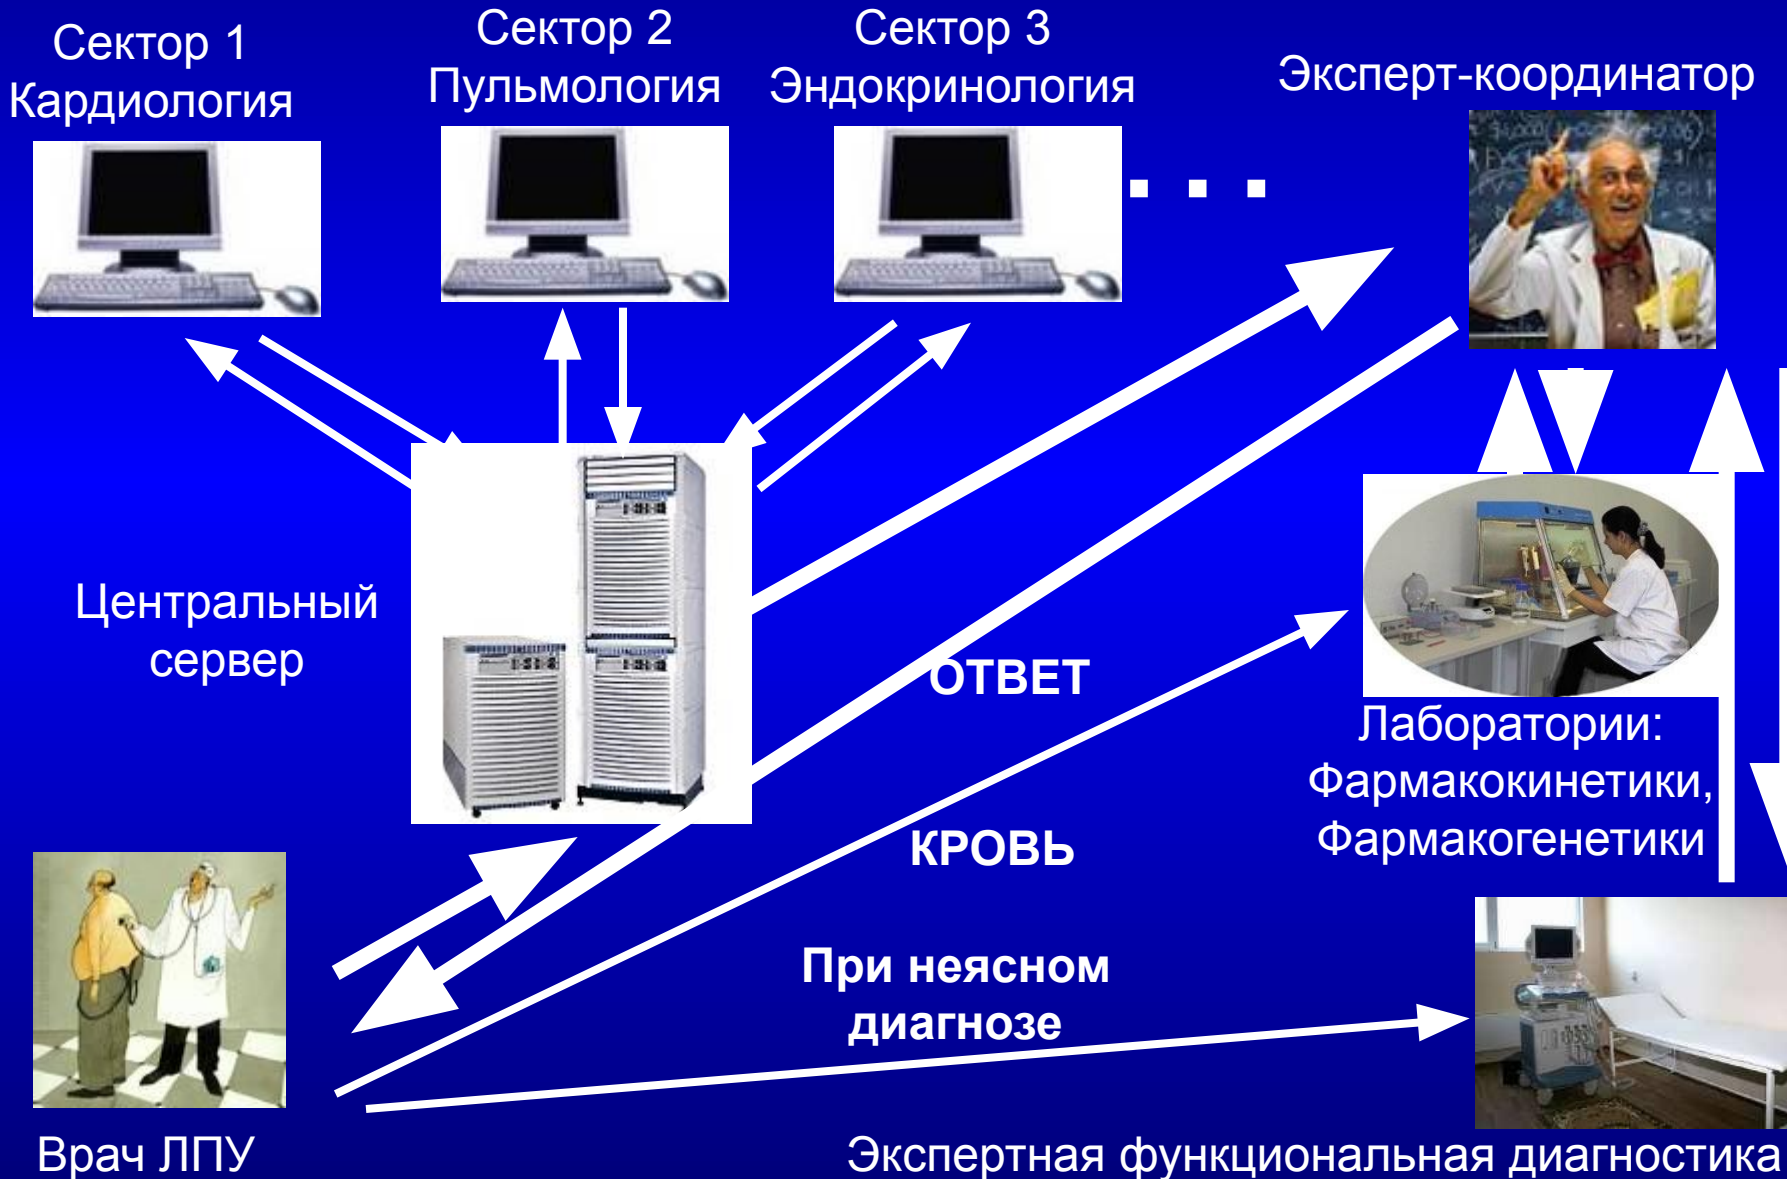 Сектор 1
Кардиология
Сектор 2
Пульмология
Сектор 3
Эндокринология
Эксперт-координатор
. . .
Центральный
сервер
ОТВЕТ
Лаборатории:
Фармакокинетики,
Фармакогенетики
КРОВЬ
При неясном
диагнозе
Врач ЛПУ
Экспертная функциональная диагностика